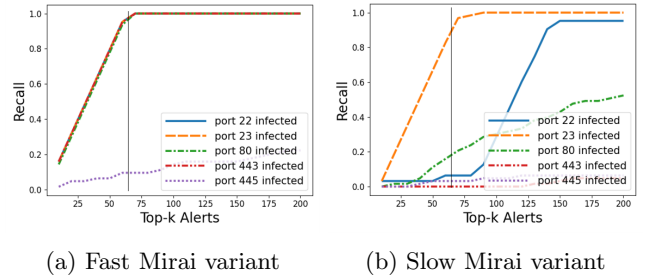 1.0
0.8
0.6
0.4
0.2
0.0
Recall
port 22 infected
port 23 infected
port 80 infected
port 443 infected
port 445 infected
25 50 75 100 125 150 175 200
Top-k Alerts
(a) Fast Mirai variant
1.0
0.8
0.6
0.4
0.2
0.0
Recall
port 22 infected
port 23 infected
port 80 infected
port 443 infected
port 445 infected
25 50 75 100 125 150 175 200
Top-k Alerts
(b) Slow Mirai variant